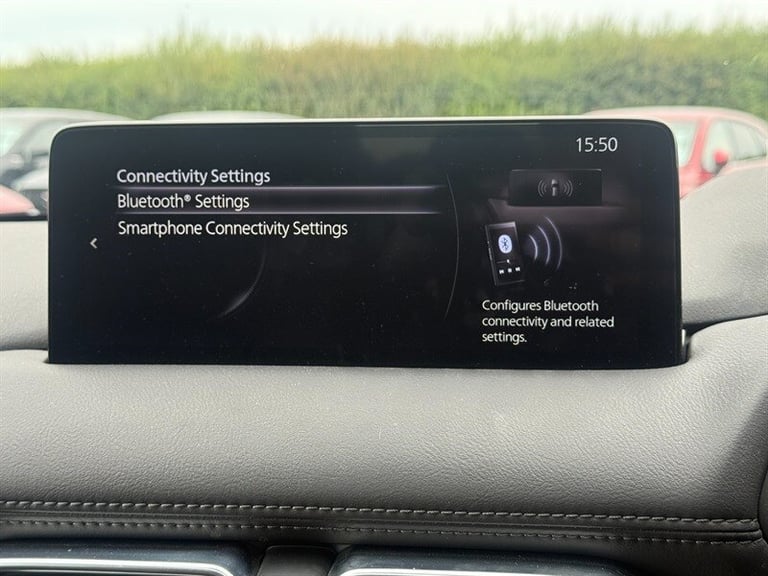 15:50
Connectivity Settings
Bluetooth® Settings
Smartphone Connectivity Settings
Configures Bluetooth
connectivity and related
settings.